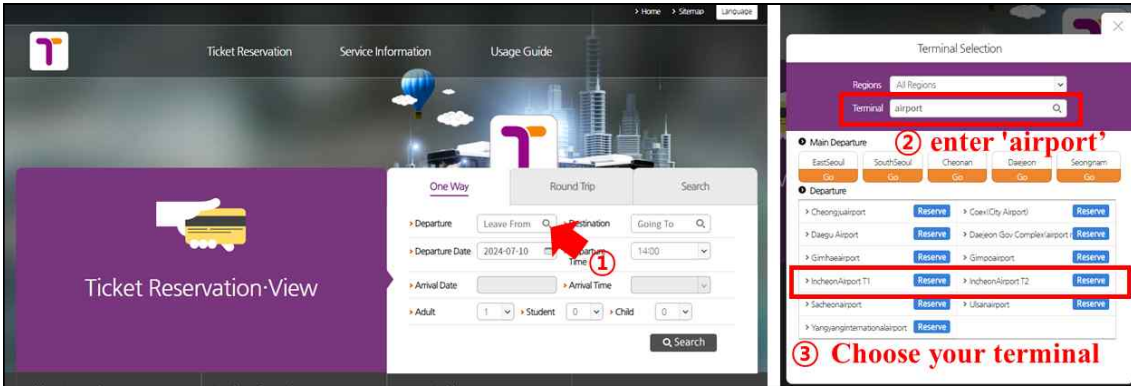 > Home > Sitemap Language
Ticket Reservation Service Information Usage Guide
One Way Round Trip Search
Departure Leave From Destination Going To
Departure Date 2024-07-10 Time 14:00
①
Arrival Date Arrival Time
Adult 1 Student 0 Child 0
Search
Ticket Reservation·View
Terminal Selection
Regions All Regions
Terminal airport
② enter 'airport'
Main Departure
EastSeoul SouthSeoul Cheonan Daejeon Seongnam
Go Go Go Go Go
Departure
> Cheongjuairport Reserve > Coex(City Airport) Reserve
> Daegu Airport Reserve > Daejeon Gov Complex(airport Reserve
> Gimhaeairport Reserve > Gimpoairport Reserve
> IncheonAirport T1 Reserve > IncheonAirport T2 Reserve
> Sacheonairport Reserve > Ulsanairport Reserve
> Yangyanginternationalairport Reserve
③ Choose your terminal